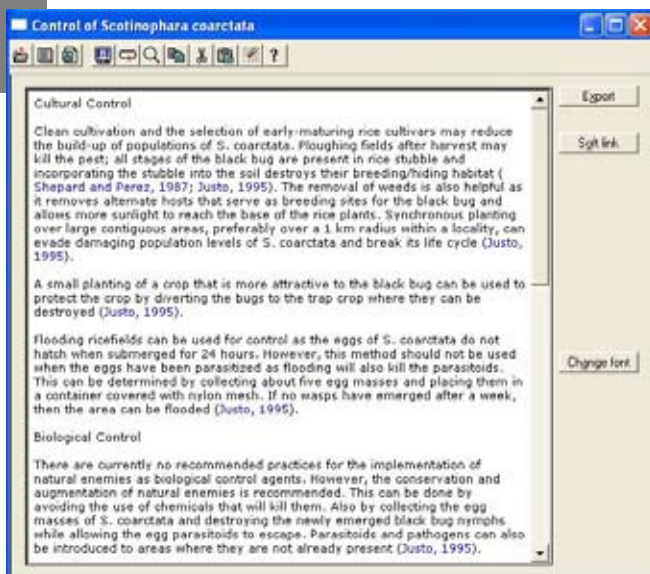 Control of Scotinophara coarctata
Export
Soft link
Change font
Cultural Control
Clean cultivation and the selection of early-maturing rice cultivars may reduce
the build-up of populations of S. coarctata. Ploughing fields after harvest may
kill the pest; all stages of the black bug are present in rice stubble and
incorporating the stubble into the soil destroys their breeding/hiding habitat (
Shepard and Perez, 1987; Justo, 1995). The removal of weeds is also helpful as
it removes alternate hosts that serve as breeding sites for the black bug and
allows more sunlight to reach the base of the rice plants. Synchronous planting
over large contiguous areas, preferably over a 1 km radius within a locality, can
evade damaging population levels of S. coarctata and break its life cycle (Justo,
1995).
A small planting of a crop that is more attractive to the black bug can be used to
protect the crop by diverting the bugs to the trap crop where they can be
destroyed (Justo, 1995).
Flooding ricefields can be used for control as the eggs of S. coarctata do not
hatch when submerged for 24 hours. However, this method should not be used
when the eggs have been parasitized as flooding will also kill the parasitoids.
This can be determined by collecting about five egg masses and placing them in
a container covered with nylon mesh. If no wasps have emerged after a week,
then the area can be flooded (Justo, 1995).
Biological Control
There are currently no recommended practices for the implementation of
natural enemies as biological control agents. However, the conservation and
augmentation of natural enemies is recommended. This can be done by
avoiding the use of chemicals that will kill them. Also by collecting the egg
masses of S. coarctata and destroying the newly emerged black bug nymphs
while allowing the egg parasitoids to escape. Parasitoids and pathogens can also
be introduced to areas where they are not already present (Justo, 1995).